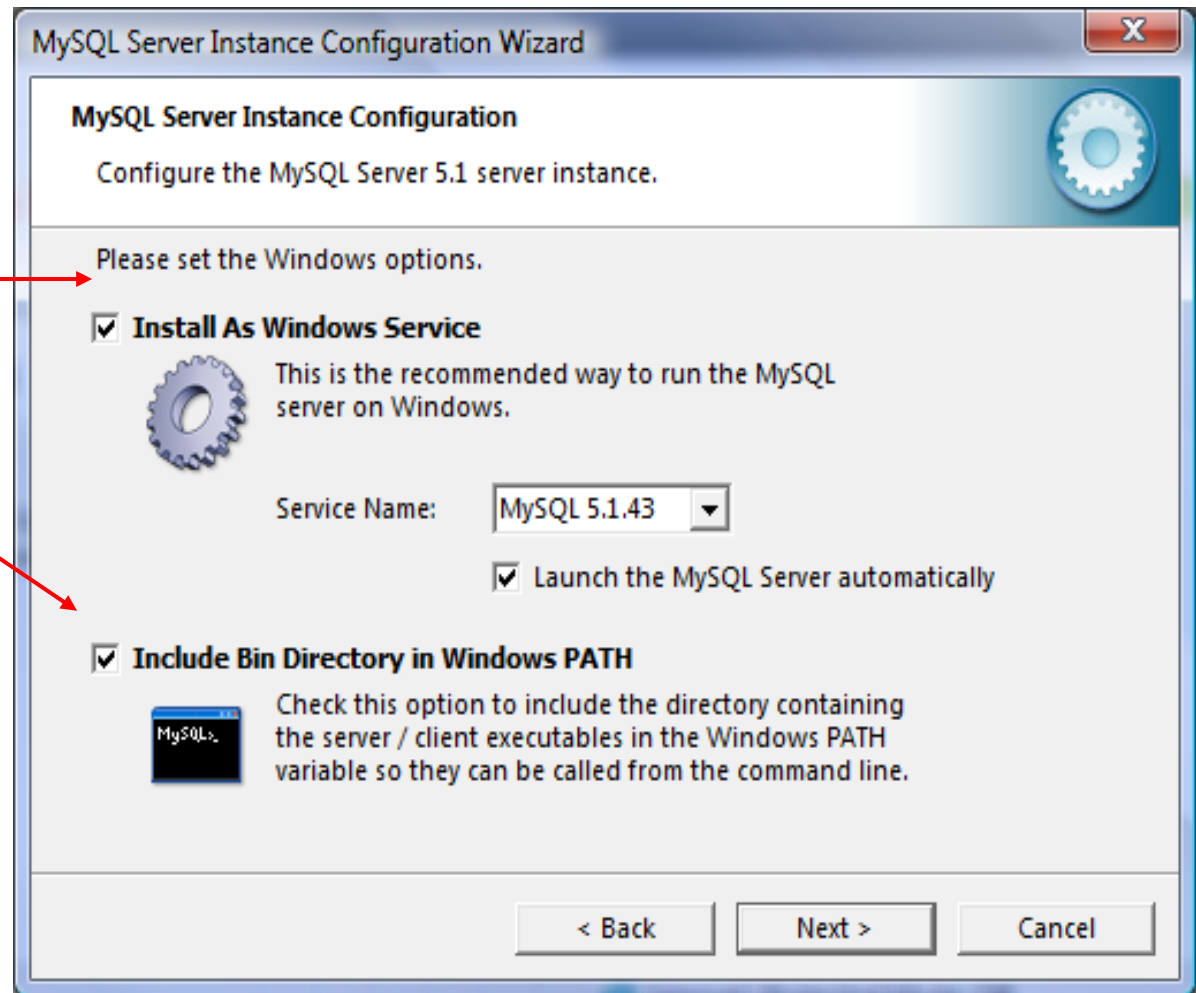 MySQL Server Instance Configuration Wizard
X
MySQL Server Instance Configuration
Configure the MySQL Server 5.1 server instance.
Please set the Windows options.
Install As Windows Service
This is the recommended way to run the MySQL
server on Windows.
Service Name: MySQL 5.1.43
Launch the MySQL Server automatically
Include Bin Directory in Windows PATH
MySQL>_
Check this option to include the directory containing
the server / client executables in the Windows PATH
variable so they can be called from the command line.
< Back Next > Cancel